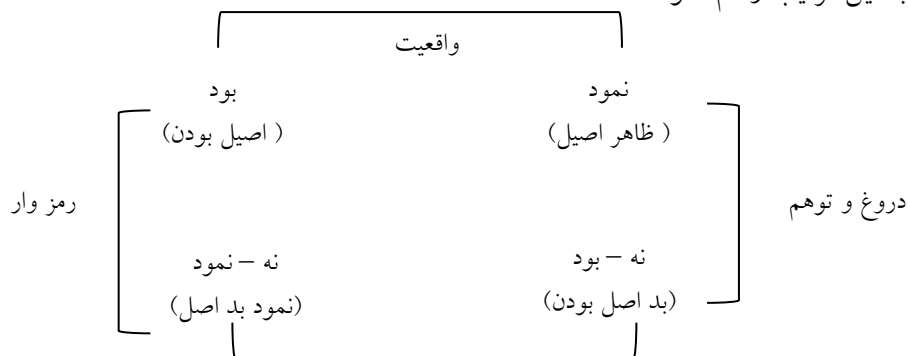 واقعیت
نمود
بود
( ظاهر اصیل)
( اصیل بودن)
دروغ و توهم
رمز وار
نه – بود
نه – نمود
(بد اصل بودن)
(نمود بد اصل)